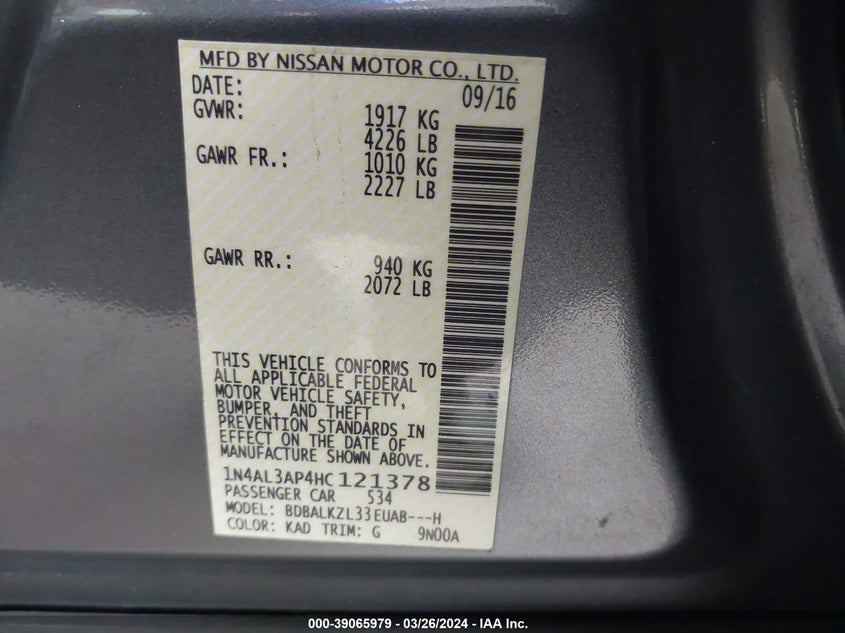 MFD BY NISSAN MOTOR CO., LTD.
DATE: 09/16
GVWR: 1917 KG
4226 LB
GAWR FR.: 1010 KG
2227 LB
GAWR RR.: 940 KG
2072 LB
THIS VEHICLE CONFORMS TO
ALL APPLICABLE FEDERAL
MOTOR VEHICLE SAFETY,
BUMPER, AND THEFT
PREVENTION STANDARDS IN
EFFECT ON THE DATE OF
MANUFACTURE SHOWN ABOVE.
1N4AL3AP4HC121378
PASSENGER CAR 534
MODEL: BDBALKZL33EUAB---H
COLOR: KAD TRIM: G 9N00A
000-39065979 / 03/26/2024 - IAA Inc.